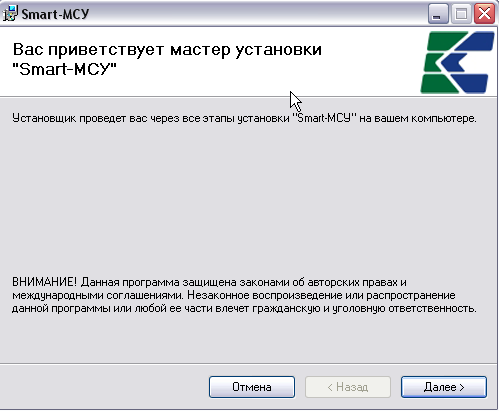 Smart-МСУ
Вас приветствует мастер установки
"Smart-МСУ"
Установщик проведет вас через все этапы установки "Smart-МСУ" на вашем компьютере.
ВНИМАНИЕ! Данная программа защищена законами об авторских правах и
международными соглашениями. Незаконное воспроизведение или распространение
данной программы или любой ее части влечет гражданскую и уголовную ответственность.
Отмена
< Назад
Далее >